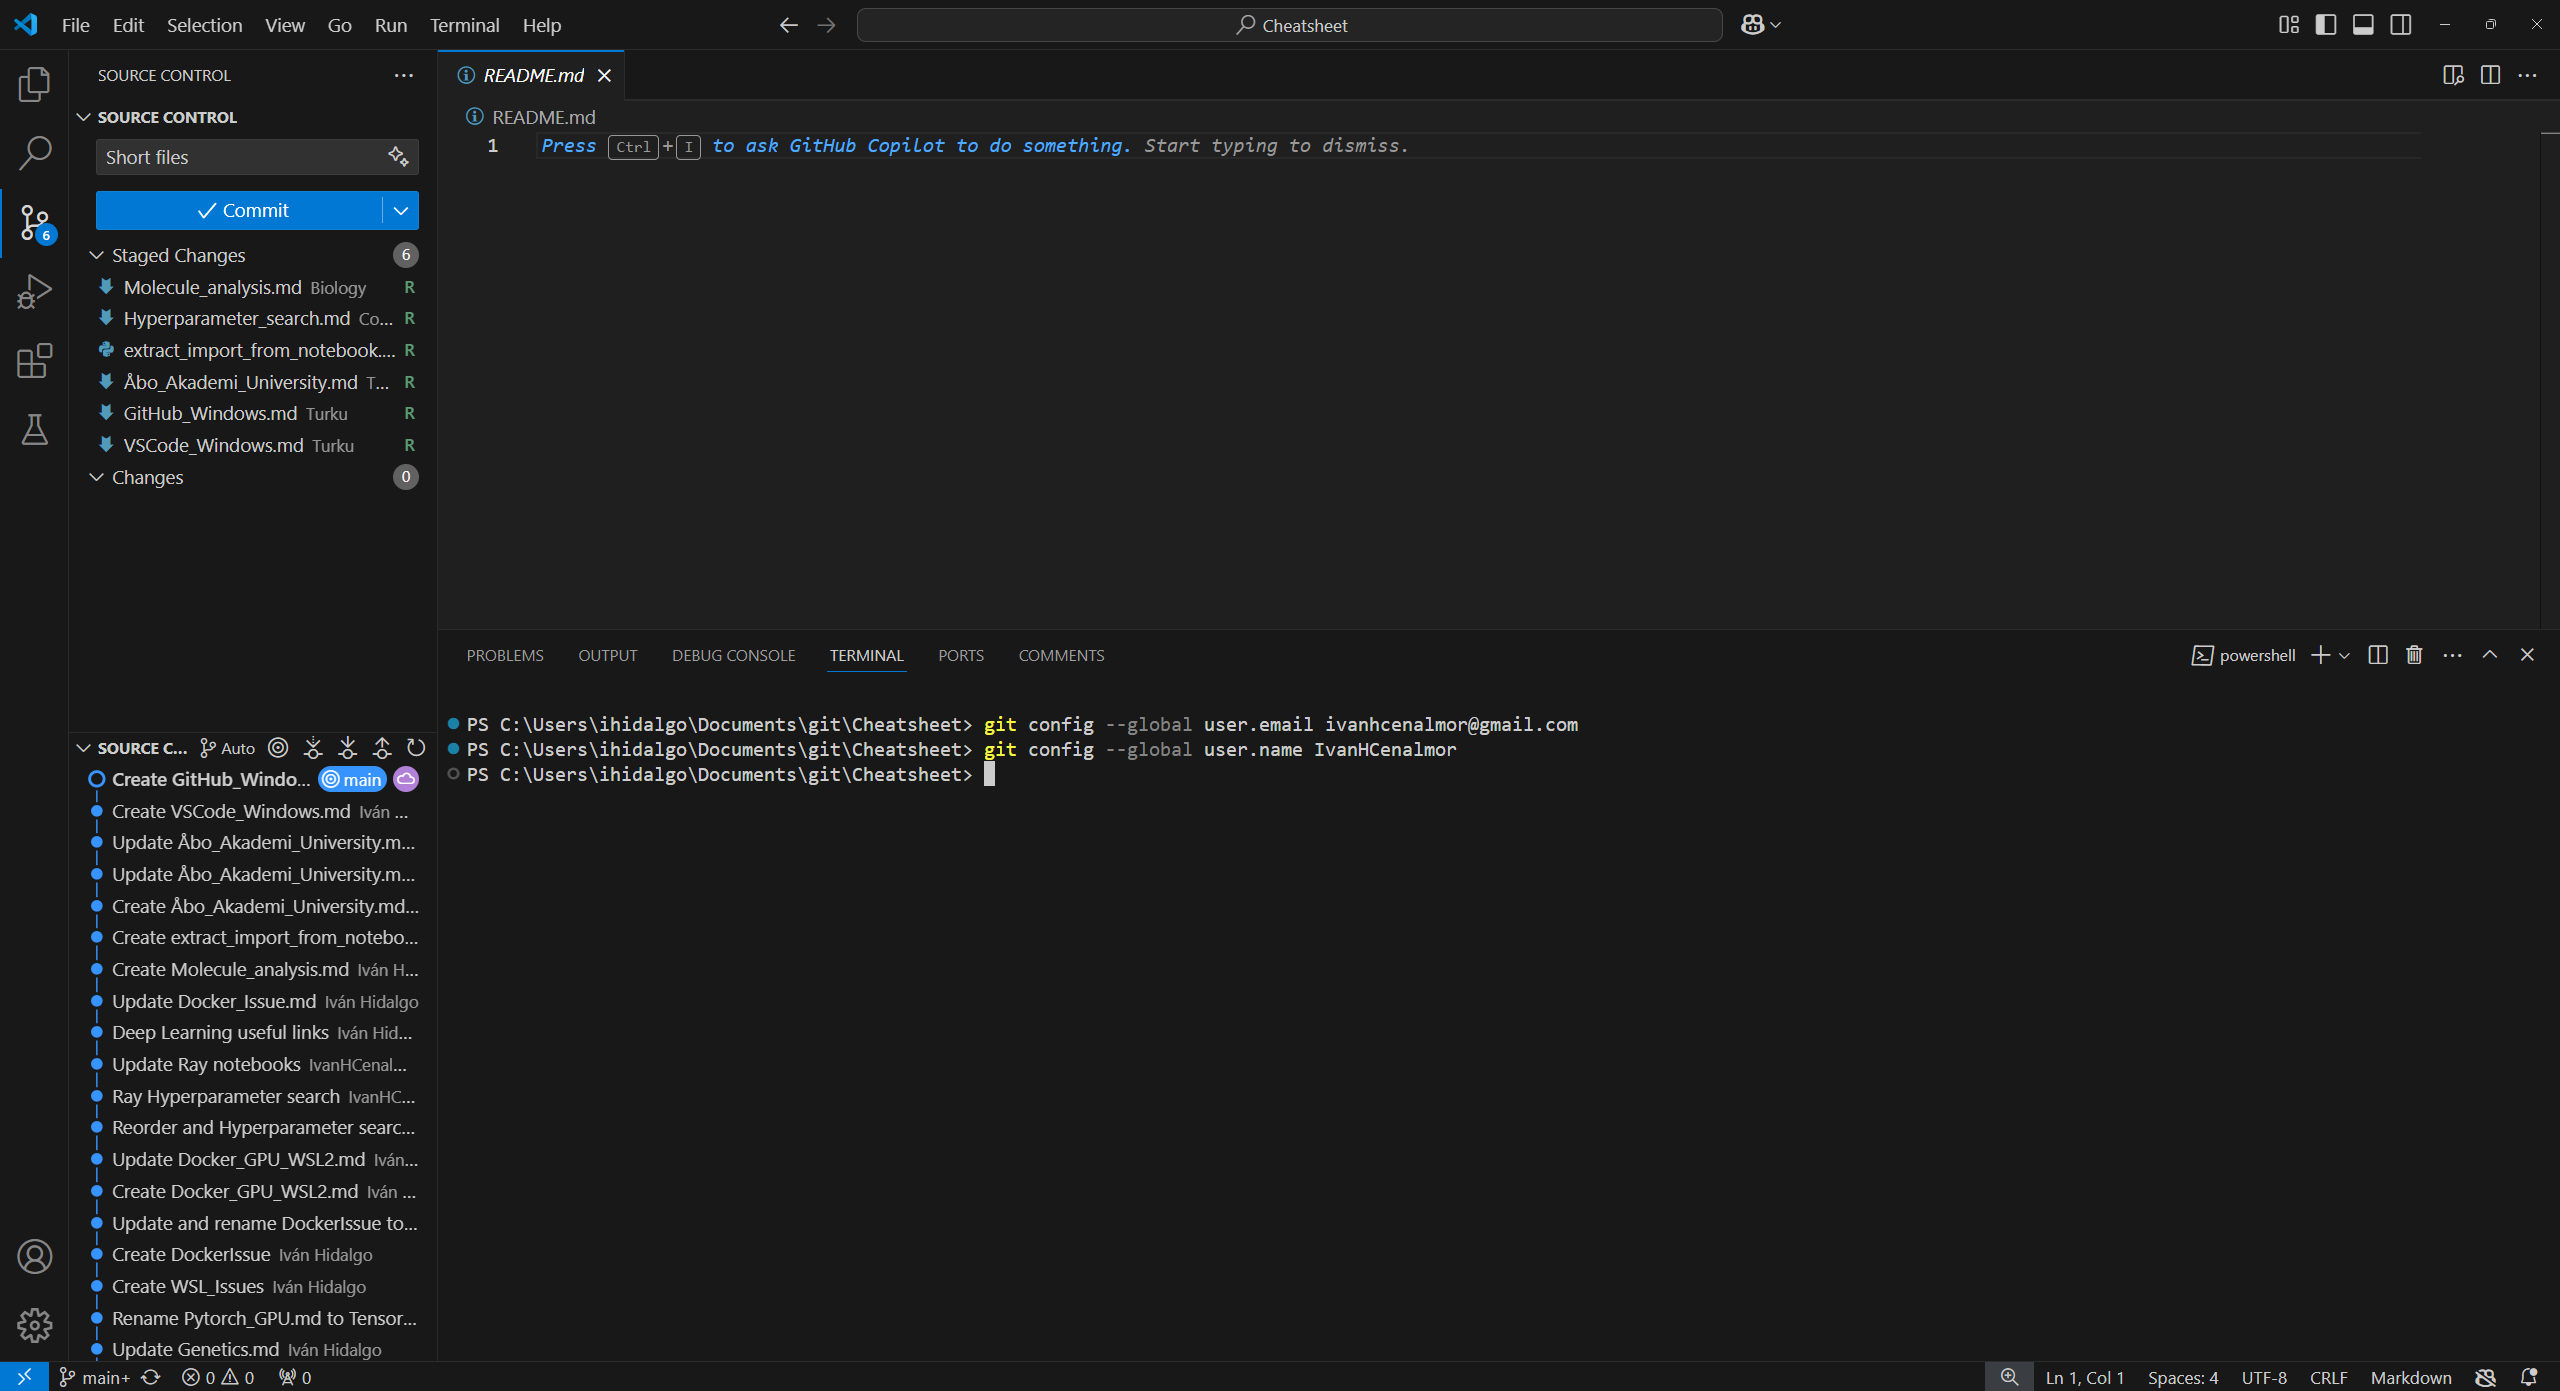 File Edit Selection View Go Run Terminal Help
Cheatsheet
SOURCE CONTROL
SOURCE CONTROL
Short files
Commit
6
Staged Changes 6
Molecule_analysis.md Biology R
Hyperparameter_search.md Co... R
extract_import_from_notebook.... R
Åbo_Akademi_University.md T... R
GitHub_Windows.md Turku R
VSCode_Windows.md Turku R
Changes 0
README.md
README.md
1 Press Ctrl+I to ask GitHub Copilot to do something. Start typing to dismiss.
PROBLEMS OUTPUT DEBUG CONSOLE TERMINAL PORTS COMMENTS
powershell
PS C:\Users\ihidalgo\Documents\git\Cheatsheet> git config --global user.email ivanhcenalmor@gmail.com
PS C:\Users\ihidalgo\Documents\git\Cheatsheet> git config --global user.name IvanHCenalmor
PS C:\Users\ihidalgo\Documents\git\Cheatsheet>
SOURCE C... Auto
Create GitHub_Windo... main
Create VSCode_Windows.md Iván ...
Update Åbo_Akademi_University.m...
Update Åbo_Akademi_University.m...
Create Åbo_Akademi_University.md...
Create extract_import_from_notebo...
Create Molecule_analysis.md Iván H...
Update Docker_Issue.md Iván Hidalgo
Deep Learning useful links Iván Hid...
Update Ray notebooks IvanHCenal...
Ray Hyperparameter search IvanHC...
Reorder and Hyperparameter searc...
Update Docker_GPU_WSL2.md Iván...
Create Docker_GPU_WSL2.md Iván ...
Update and rename DockerIssue to...
Create DockerIssue Iván Hidalgo
Create WSL_Issues Iván Hidalgo
Rename Pytorch_GPU.md to Tensor...
Update Genetics.md Iván Hidalgo
main+ 0 0 0
Ln 1, Col 1 Spaces: 4 UTF-8 CRLF Markdown